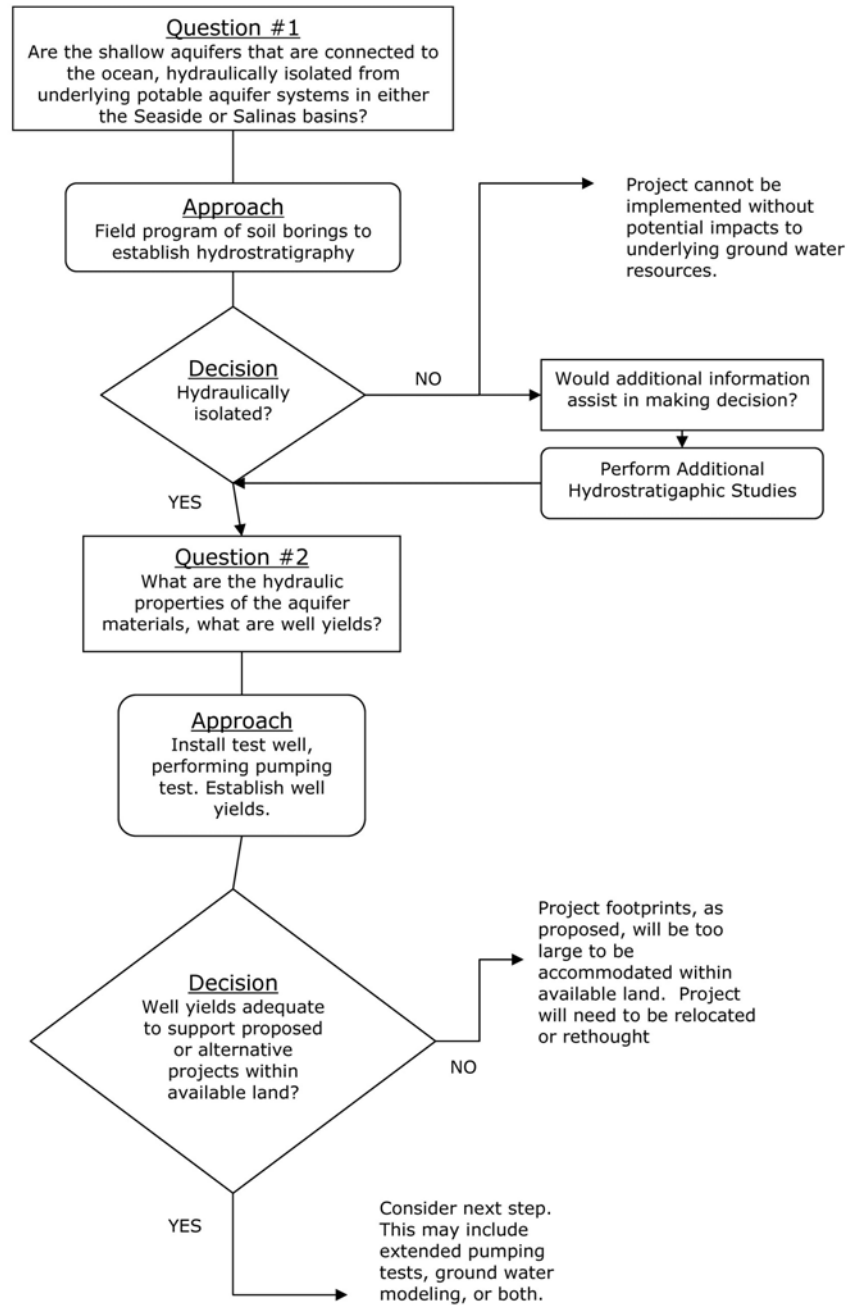 Question #1
Are the shallow aquifers that are connected to
the ocean, hydraulically isolated from
underlying potable aquifer systems in either
the Seaside or Salinas basins?
Approach
Field program of soil borings to
establish hydrostratigraphy
Project cannot be
implemented without
potential impacts to
underlying ground water
resources.
Decision
Hydraulically
isolated?
NO
Would additional information
assist in making decision?
Perform Additional
Hydrostratigaphic Studies
YES
Question #2
What are the hydraulic
properties of the aquifer
materials, what are well yields?
Approach
Install test well,
performing pumping
test. Establish well
yields.
Decision
Well yields adequate
to support proposed
or alternative
projects within
available land?
NO
Project footprints, as
proposed, will be too
large to be
accommodated within
available land.  Project
will need to be relocated
or rethought
YES
Consider next step.
This may include
extended pumping
tests, ground water
modeling, or both.